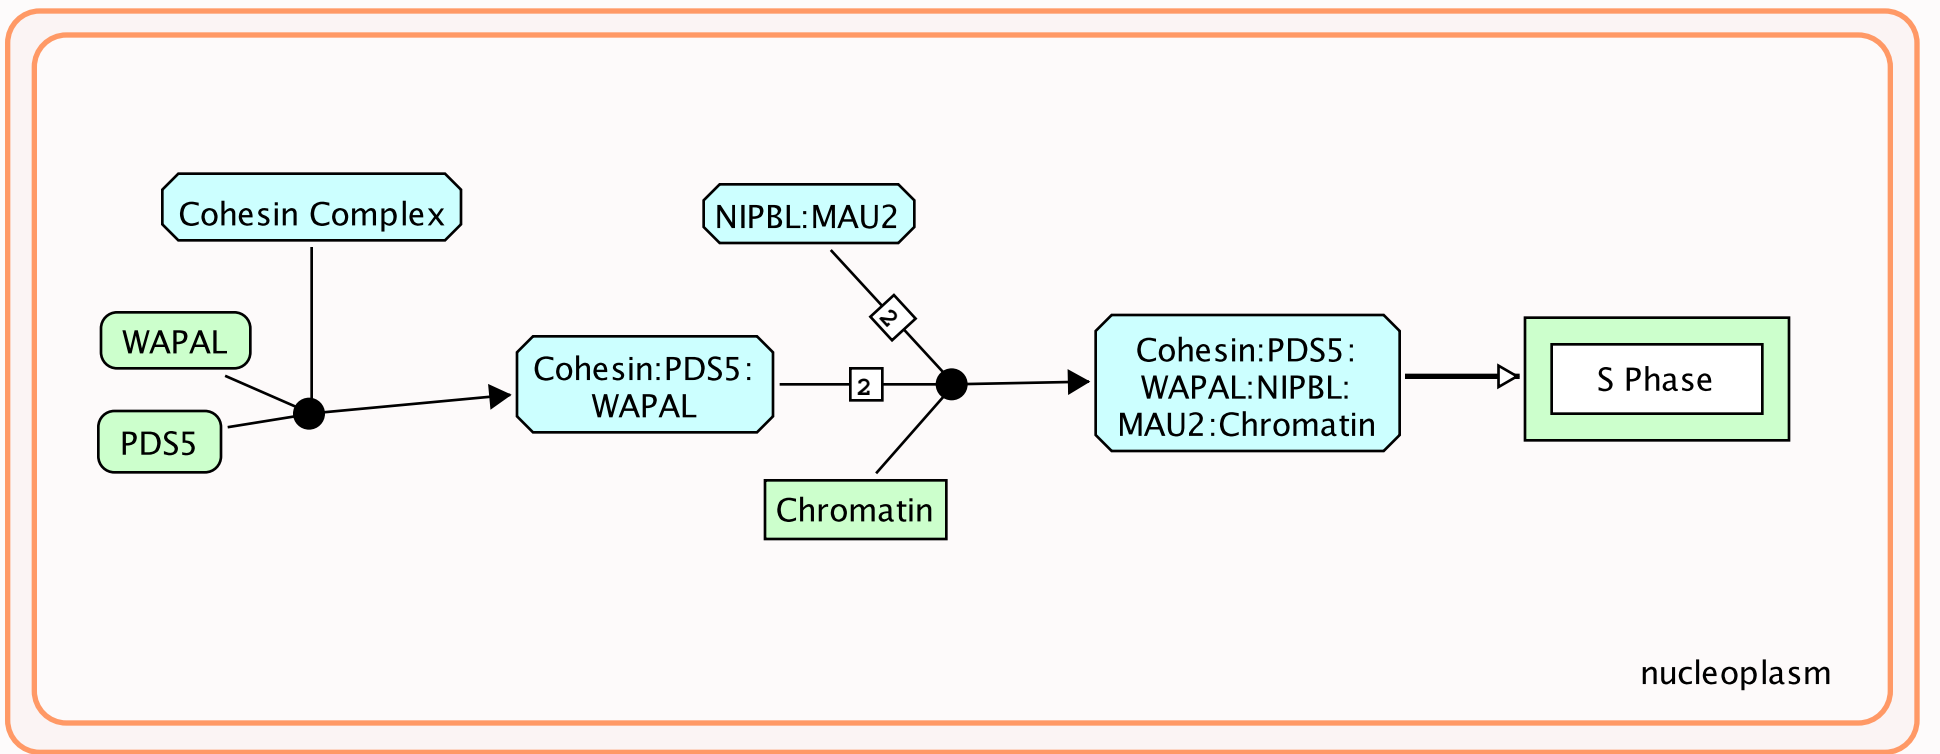 Cohesin Complex
NIPBL:MAU2
WAPAL
PDS5
2
Cohesin:PDS5:
WAPAL
2
Chromatin
Cohesin:PDS5:
WAPAL:NIPBL:
MAU2:Chromatin
S Phase
nucleoplasm